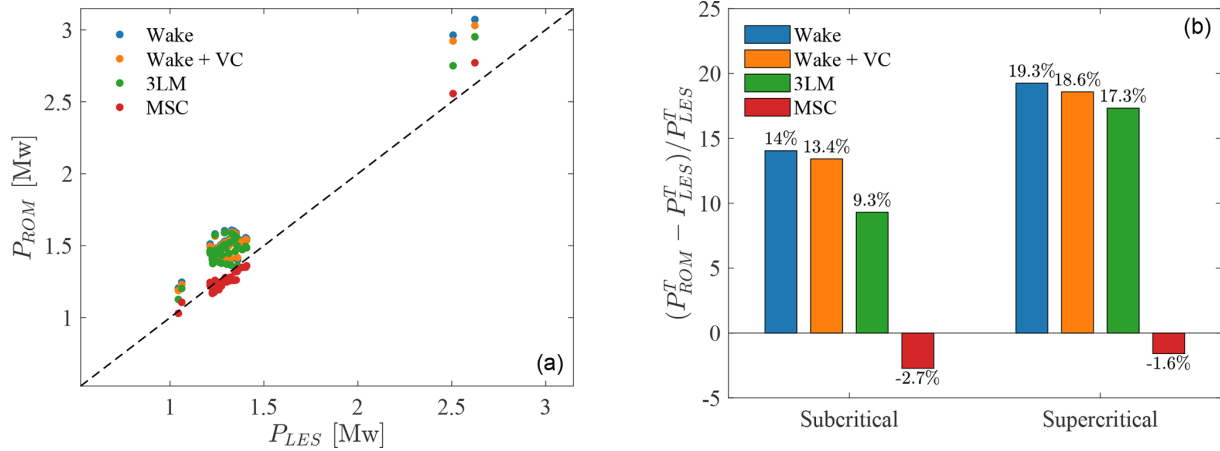 Wake
Wake + VC
3LM
MSC
3
2.5
2
1.5
1
P_ROM [Mw]
(a)
1 1.5 2 2.5 3
P_LES [Mw]
(b)
Wake
Wake + VC
3LM
MSC
25
20
15
10
5
0
-5
(P^T_ROM − P^T_LES)/P^T_LES
14%
13.4%
9.3%
-2.7%
19.3%
18.6%
17.3%
-1.6%
Subcritical Supercritical